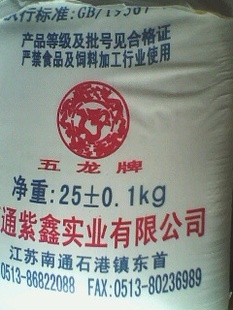 执行标准:GB/T19567
产品等级及批号见合格证
严禁食品及饲料加工行业使用
五龙牌
净重:25±0.1kg
通紫鑫实业有限公司
江苏南通石港镇东首
0513-86822088 FAX:0513-80236989